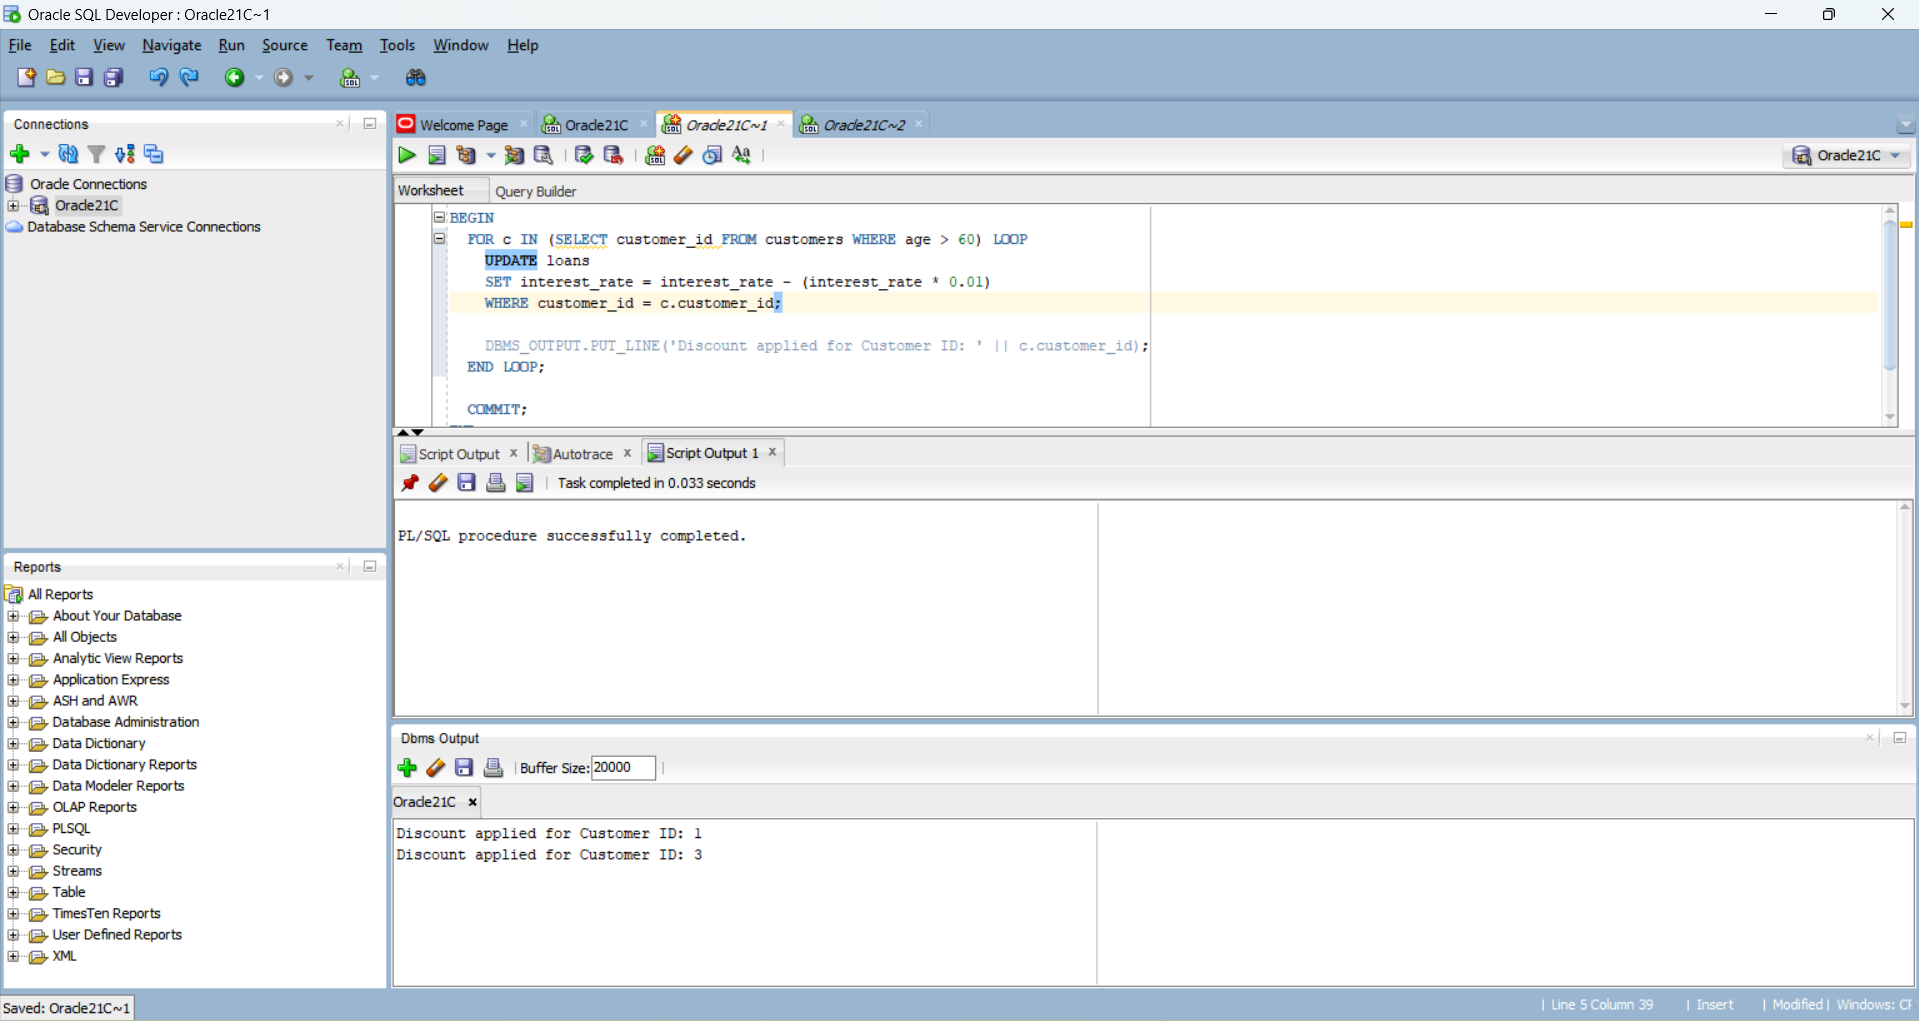 Oracle SQL Developer : Oracle21C~1
File Edit View Navigate Run Source Team Tools Window Help
Connections
Oracle Connections
Oracle21C
Database Schema Service Connections
Reports
All Reports
About Your Database
All Objects
Analytic View Reports
Application Express
ASH and AWR
Database Administration
Data Dictionary
Data Dictionary Reports
Data Modeler Reports
OLAP Reports
PLSQL
Security
Streams
Table
TimesTen Reports
User Defined Reports
XML
Welcome Page Oracle21C Oracle21C~1 Oracle21C~2
Oracle21C
Worksheet Query Builder
BEGIN
FOR c IN (SELECT customer_id FROM customers WHERE age > 60) LOOP
UPDATE loans
SET interest_rate = interest_rate - (interest_rate * 0.01)
WHERE customer_id = c.customer_id;
DBMS_OUTPUT.PUT_LINE('Discount applied for Customer ID: ' || c.customer_id);
END LOOP;
COMMIT;
Script Output Autotrace Script Output 1
Task completed in 0.033 seconds
PL/SQL procedure successfully completed.
Dbms Output
Buffer Size: 20000
Oracle21C
Discount applied for Customer ID: 1
Discount applied for Customer ID: 3
Saved: Oracle21C~1
Line 5 Column 39 | Insert | Modified | Windows: CF